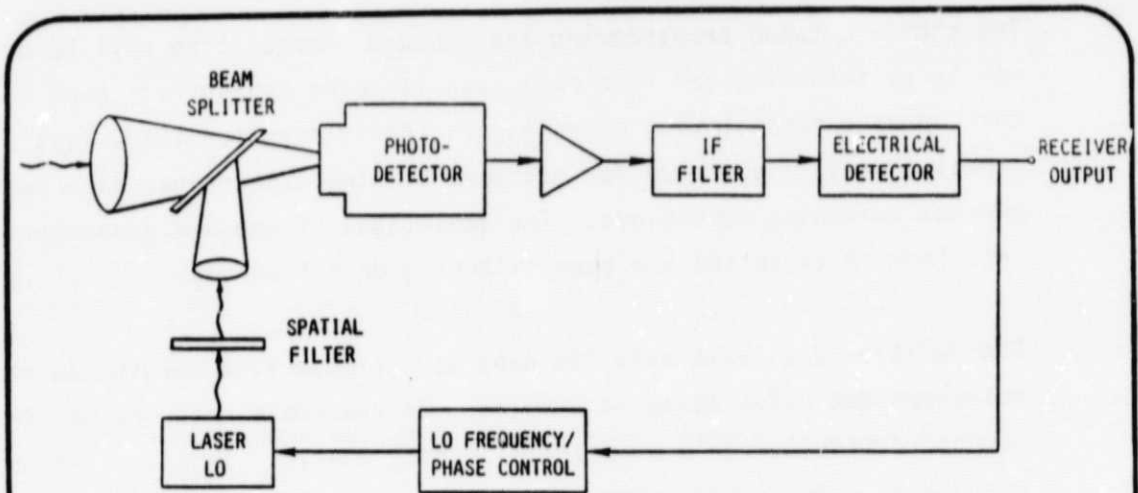 BEAM
SPLITTER
PHOTO-
DETECTOR
IF
FILTER
ELECTRICAL
DETECTOR
RECEIVER
OUTPUT
SPATIAL
FILTER
LASER
LO
LO FREQUENCY/
PHASE CONTROL